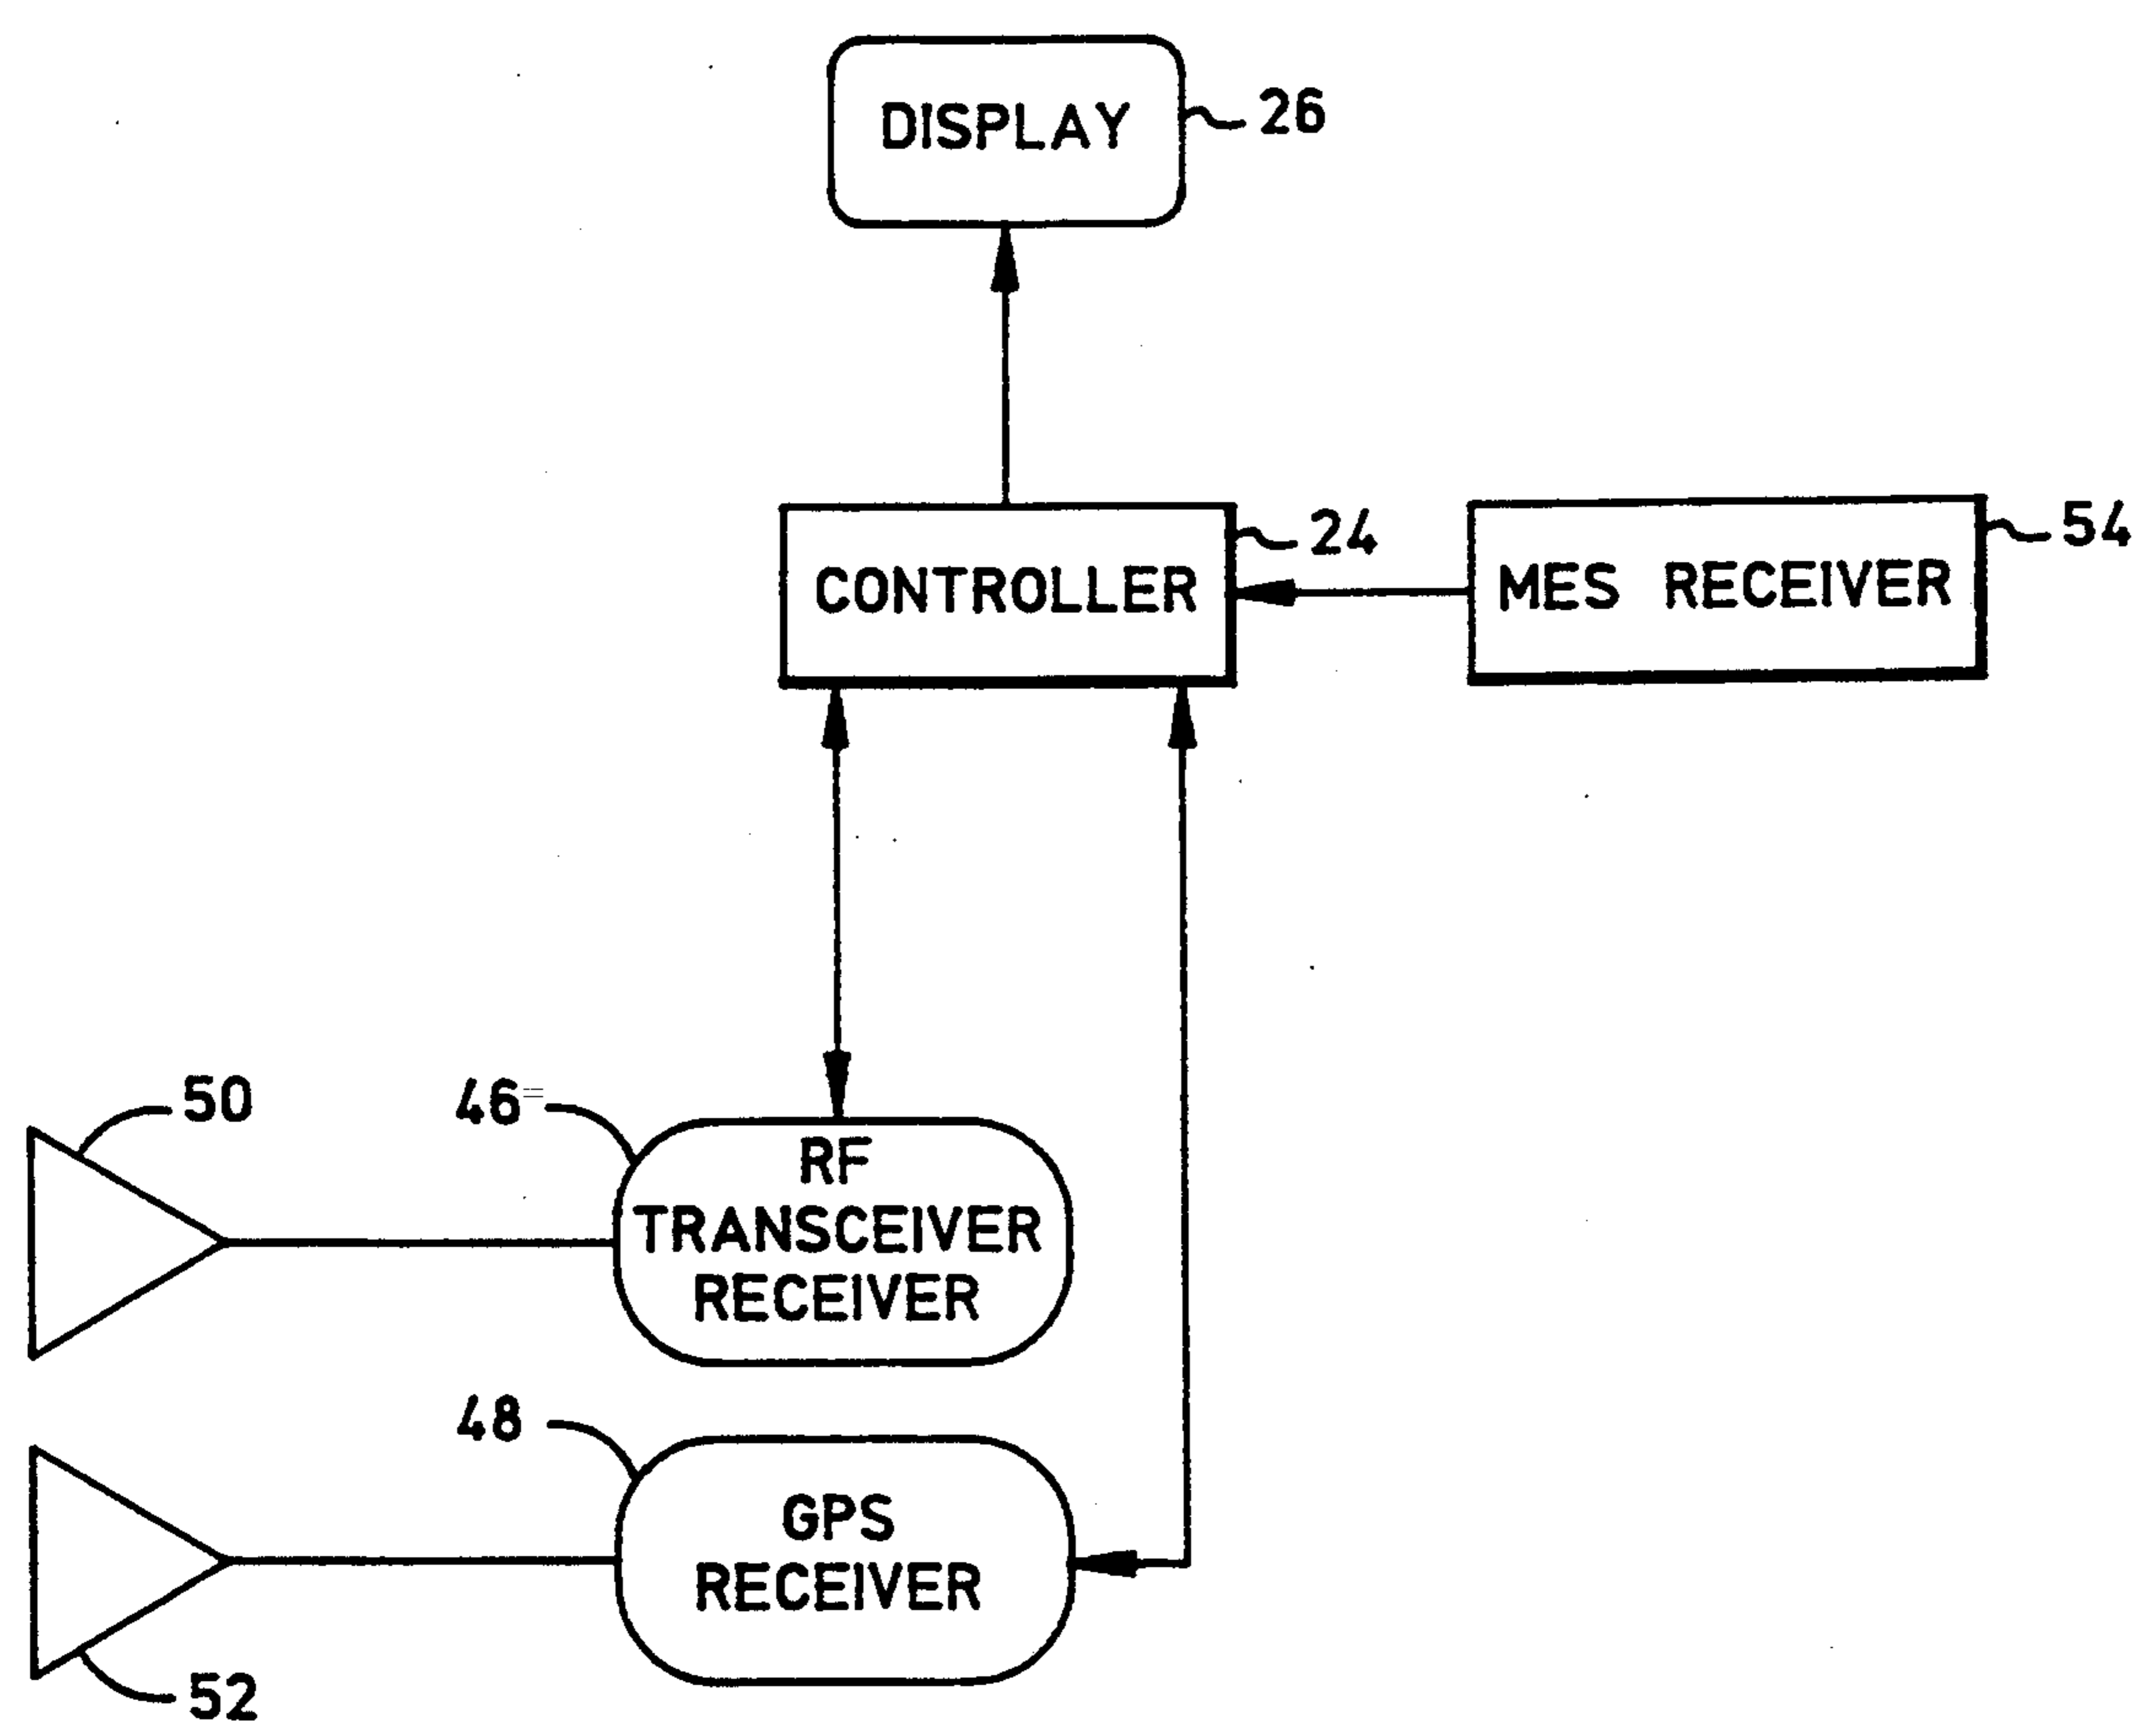 DISPLAY
26
CONTROLLER
24
MES RECEIVER
54
50
46
RF
TRANSCEIVER
RECEIVER
48
GPS
RECEIVER
52